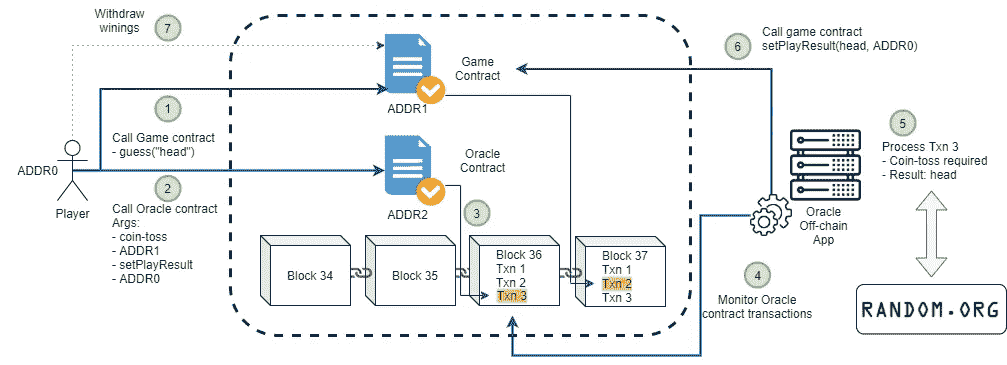 Withdraw
winings
7
1
Call Game contract
- guess("head")
ADDR0
Player
2
Call Oracle contract
Args:
- coin-toss
- ADDR1
- setPlayResult
- ADDR0
Game
Contract
ADDR1
Oracle
Contract
ADDR2
3
Block 34
Block 35
Block 36
Txn 1
Txn 2
Txn 3
Block 37
Txn 1
Txn 2
Txn 3
6
Call game contract
setPlayResult(head, ADDR0)
5
Process Txn 3
- Coin-toss required
- Result: head
Oracle
Off-chain
App
4
Monitor Oracle
contract transactions
RANDOM.ORG